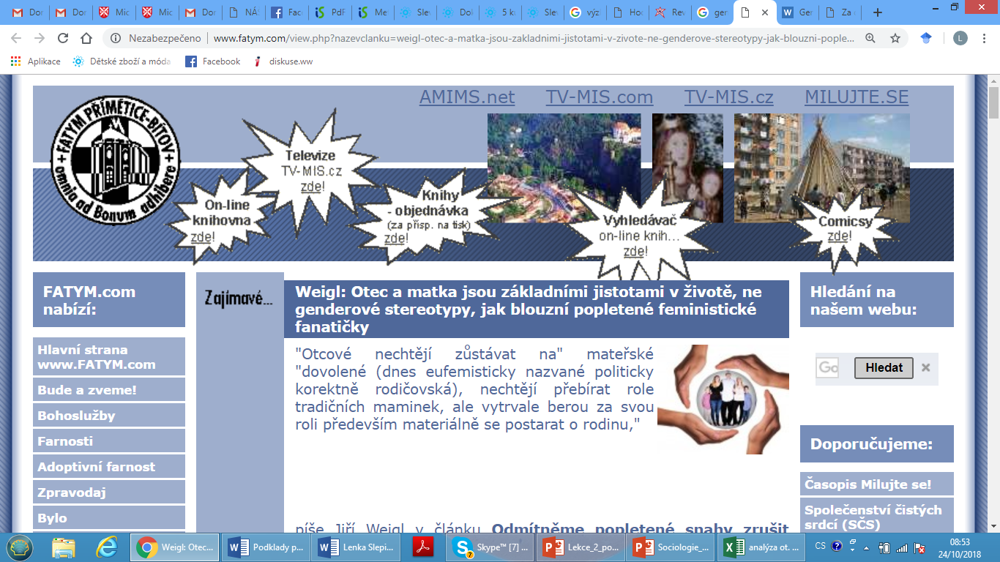 Dor
Dor
Mic
Mic
Dor
NÁŠ
Fac
PdF
Me
Sle
Dol
5 k
Slev
výz
Hoc
Rev
ger
Ger
Za
Nezabezpečeno
www.fatym.com/view.php?nazevclanku=weigl-otec-a-matka-jsou-zakladnimi-jistotami-v-zivote-ne-genderove-stereotypy-jak-blouzni-pople...
L
Aplikace
Dětské zboží a móda
Facebook
diskuse.ww
AMIMS.net
TV-MIS.com
TV-MIS.cz
MILUJTE.SE
FATYM PŘÍMĚTICE-BÍTOV
omnia ad Bonum adhibere
On-line
knihovna
zde!
Televize
TV-MIS.cz
zde!
Knihy
- objednávka
(za přísp. na tisk)
zde!
Vyhledávač
on-line knih...
zde!
Comicsy
zde!
FATYM.com
nabízí:
Hlavní strana
www.FATYM.com
Bude a zveme!
Bohoslužby
Farnosti
Adoptivní farnost
Zpravodaj
Bylo
Zajímavé...
Weigl: Otec a matka jsou základními jistotami v životě, ne
genderové stereotypy, jak blouzní popletené feministické
fanatičky
"Otcové nechtějí zůstávat na" mateřské
"dovolené (dnes eufemisticky nazvané politicky
korektně rodičovská), nechtějí přebírat role
tradičních maminek, ale vytrvale berou za svou
roli především materiálně se postarat o rodinu,"
píše Jiří Weigl v článku Odmítněme popletené snahy zrušit
Hledání na
našem webu:
Hledat
Doporučujeme:
Časopis Milujte se!
Společenství čistých
srdcí (SČS)
Weigl: Otec...
Podklady p...
Lenka Slepi...
Skype™ [7] ...
7
Lekce_2_po...
Sociologie_...
analýza ot. ...
CS
08:53
24/10/2018